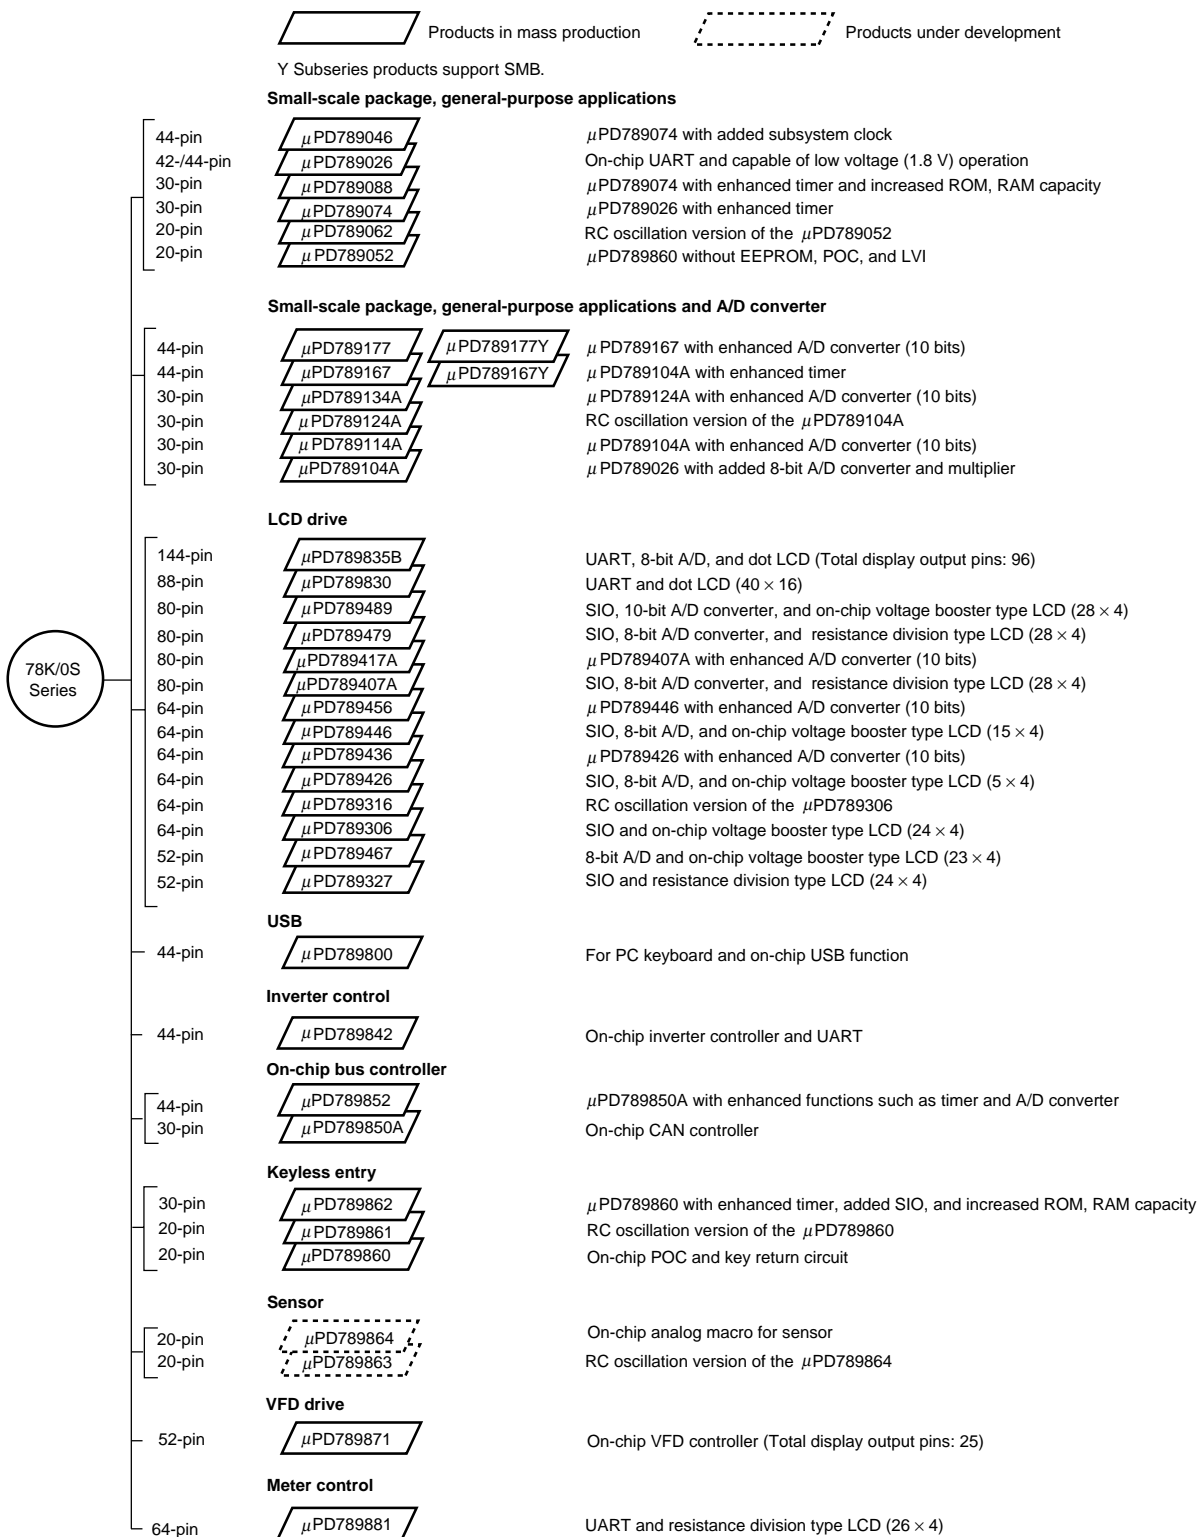 Products in mass production Products under development
Y Subseries products support SMB.
Small-scale package, general-purpose applications
44-pin μPD789046 μPD789074 with added subsystem clock
42-/44-pin μPD789026 On-chip UART and capable of low voltage (1.8 V) operation
30-pin μPD789088 μPD789074 with enhanced timer and increased ROM, RAM capacity
30-pin μPD789074 μPD789026 with enhanced timer
20-pin μPD789062 RC oscillation version of the μPD789052
20-pin μPD789052 μPD789860 without EEPROM, POC, and LVI
Small-scale package, general-purpose applications and A/D converter
44-pin μPD789177 μPD789177Y μPD789167 with enhanced A/D converter (10 bits)
44-pin μPD789167 μPD789167Y μPD789104A with enhanced timer
30-pin μPD789134A μPD789124A with enhanced A/D converter (10 bits)
30-pin μPD789124A RC oscillation version of the μPD789104A
30-pin μPD789114A μPD789104A with enhanced A/D converter (10 bits)
30-pin μPD789104A μPD789026 with added 8-bit A/D converter and multiplier
LCD drive
144-pin μPD789835B UART, 8-bit A/D, and dot LCD (Total display output pins: 96)
88-pin μPD789830 UART and dot LCD (40 × 16)
80-pin μPD789489 SIO, 10-bit A/D converter, and on-chip voltage booster type LCD (28 × 4)
80-pin μPD789479 SIO, 8-bit A/D converter, and resistance division type LCD (28 × 4)
80-pin μPD789417A μPD789407A with enhanced A/D converter (10 bits)
78K/0S Series
80-pin μPD789407A SIO, 8-bit A/D converter, and resistance division type LCD (28 × 4)
64-pin μPD789456 μPD789446 with enhanced A/D converter (10 bits)
64-pin μPD789446 SIO, 8-bit A/D, and on-chip voltage booster type LCD (15 × 4)
64-pin μPD789436 μPD789426 with enhanced A/D converter (10 bits)
64-pin μPD789426 SIO, 8-bit A/D, and on-chip voltage booster type LCD (5 × 4)
64-pin μPD789316 RC oscillation version of the μPD789306
64-pin μPD789306 SIO and on-chip voltage booster type LCD (24 × 4)
52-pin μPD789467 8-bit A/D and on-chip voltage booster type LCD (23 × 4)
52-pin μPD789327 SIO and resistance division type LCD (24 × 4)
USB
44-pin μPD789800 For PC keyboard and on-chip USB function
Inverter control
44-pin μPD789842 On-chip inverter controller and UART
On-chip bus controller
44-pin μPD789852 μPD789850A with enhanced functions such as timer and A/D converter
30-pin μPD789850A On-chip CAN controller
Keyless entry
30-pin μPD789862 μPD789860 with enhanced timer, added SIO, and increased ROM, RAM capacity
20-pin μPD789861 RC oscillation version of the μPD789860
20-pin μPD789860 On-chip POC and key return circuit
Sensor
20-pin μPD789864 On-chip analog macro for sensor
20-pin μPD789863 RC oscillation version of the μPD789864
VFD drive
52-pin μPD789871 On-chip VFD controller (Total display output pins: 25)
Meter control
64-pin μPD789881 UART and resistance division type LCD (26 × 4)